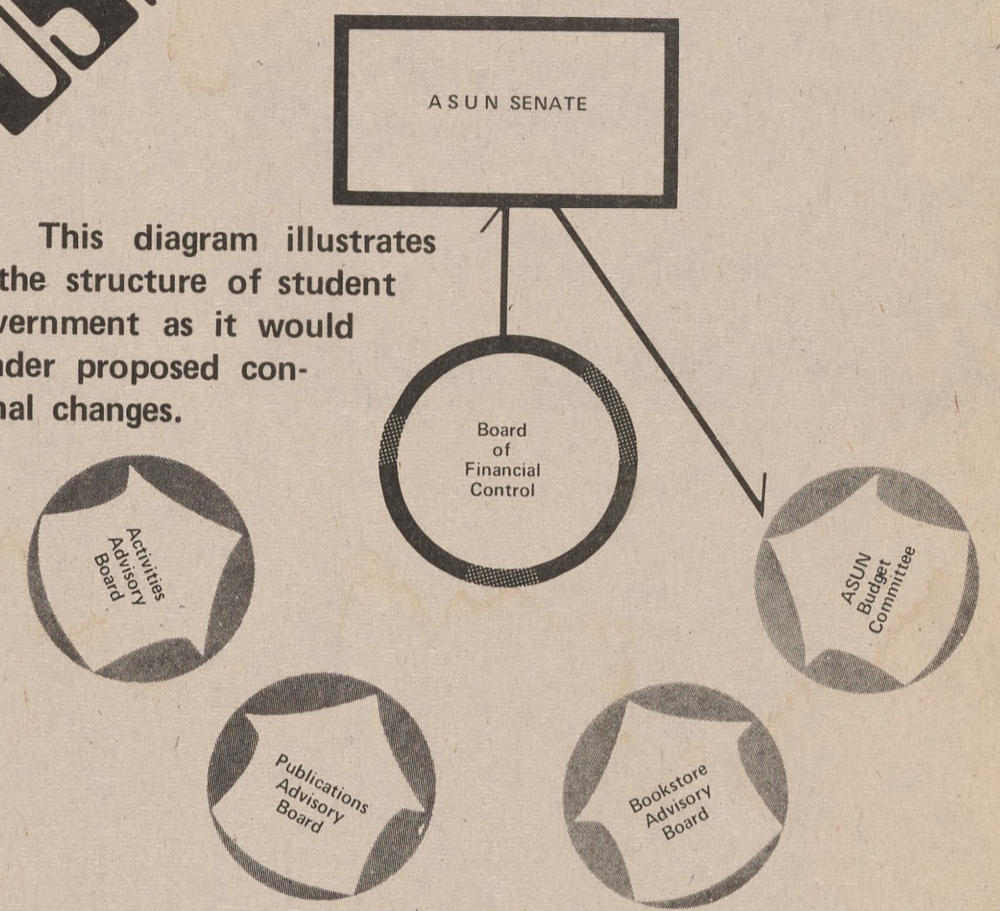 US
A S U N SENATE
This diagram illustrates
the structure of student
vernment as it would
nder proposed con-
nal changes.
Board
of
Financial
Control
Activities
Advisory
Board
ASUN
Budget
Committee
Publications
Advisory
Board
Bookstore
Advisory
Board